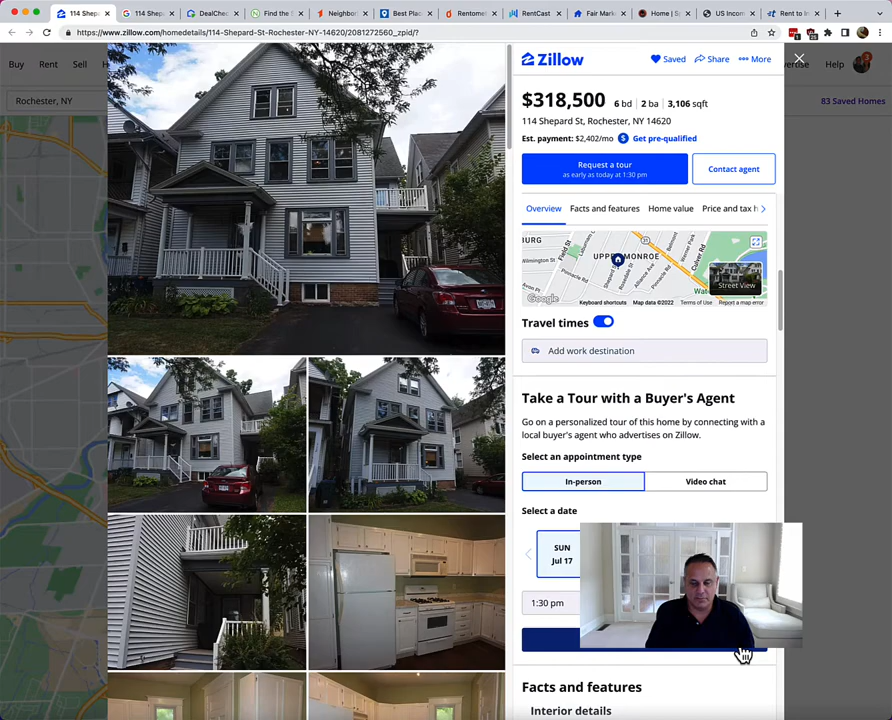 114 Shep
114 Shep
DealChec
Find the B
Neighbor
Best Place
Rentomet
RentCast
Fair Mark
Home | Sp
US Incom
Rent to In
https://www.zillow.com/homedetails/114-Shepard-St-Rochester-NY-14620/2081272560_zpid/?
Buy Rent Sell
Help
Rochester, NY
83 Saved Homes
Zillow
Saved Share More
$318,500 6 bd 2 ba 3,106 sqft
114 Shepard St, Rochester, NY 14620
Est. payment: $2,402/mo $ Get pre-qualified
Request a tour
as early as today at 1:30 pm
Contact agent
Overview Facts and features Home value Price and tax h
UPPER MONROE
Street View
Google
Keyboard shortcuts Map data ©2022 Terms of Use Report a map error
Travel times
Add work destination
Take a Tour with a Buyer's Agent
Go on a personalized tour of this home by connecting with a
local buyer's agent who advertises on Zillow.
Select an appointment type
In-person Video chat
Select a date
SUN
Jul 17
1:30 pm
Facts and features
Interior details